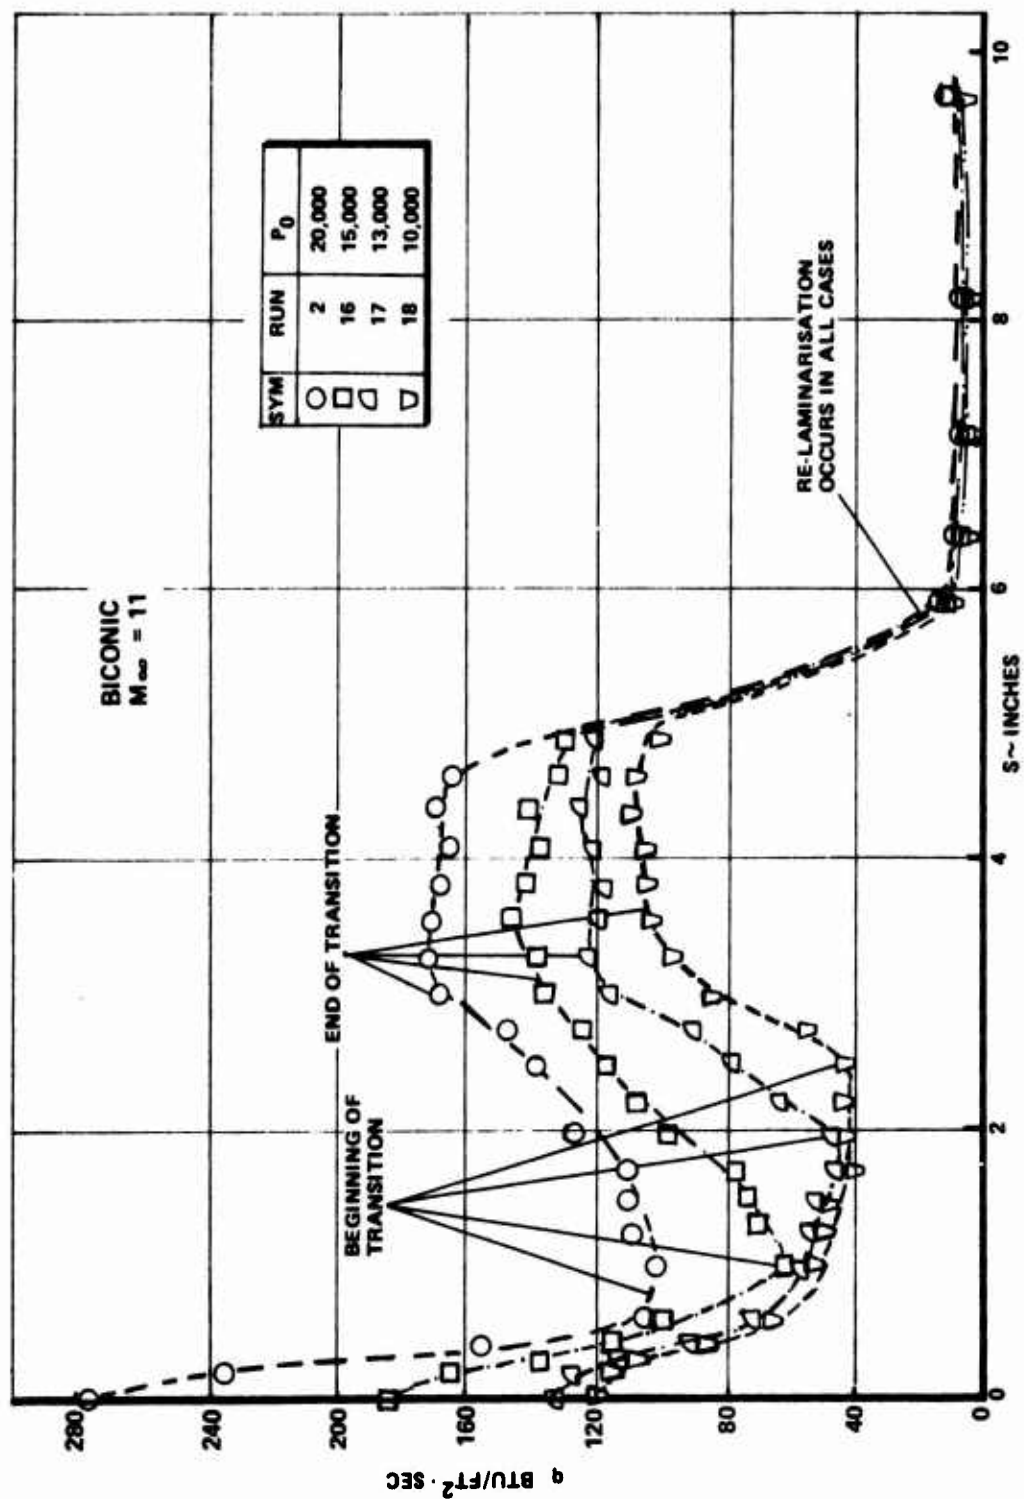 BICONIC
M∞ = 11
SYM RUN P0
2 20,000
16 15,000
17 13,000
18 10,000
END OF TRANSITION
BEGINNING OF
TRANSITION
RE-LAMINARISATION
OCCURS IN ALL CASES
q BTU/FT2·SEC
280
240
200
160
120
80
40
0
0 2 4 6 8 10
S~INCHES